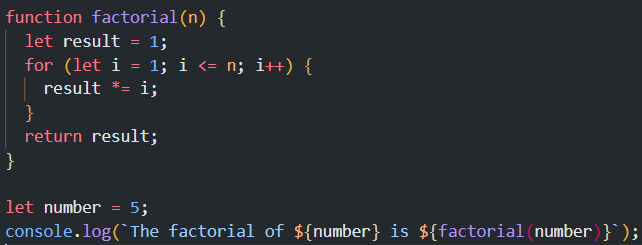 function factorial(n) {
  let result = 1;
  for (let i = 1; i <= n; i++) {
    result *= i;
  }
  return result;
}

let number = 5;
console.log(`The factorial of ${number} is ${factorial(number)}`);